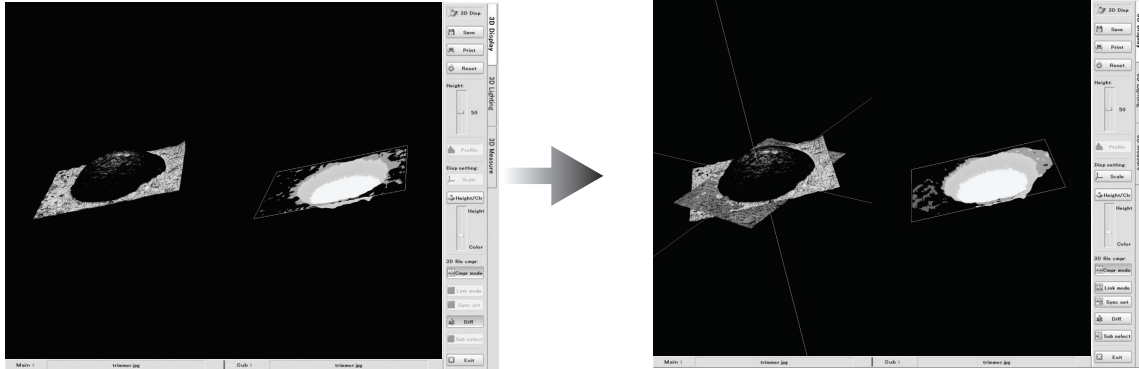 3D Disp
Save
Print
Reset
Height:
50
Profile
Disp setting:
Scale
Height/Clr
Height
Color
3D file cmpr:
Cmpr mode
Link mode
Sync set
Diff.
Sub select
Exit
3D Display
3D Lighting
3D Measure
Main :
trimmer.jpg
Sub :
trimmer.jpg
3D Disp
Save
Print
Reset
Height:
50
Profile
Disp setting:
Scale
Height/Clr
Height
Color
3D file cmpr:
Cmpr mode
Link mode
Sync set
Diff.
Sub select
Exit
Main :
trimmer.jpg
Sub :
trimmer.jpg